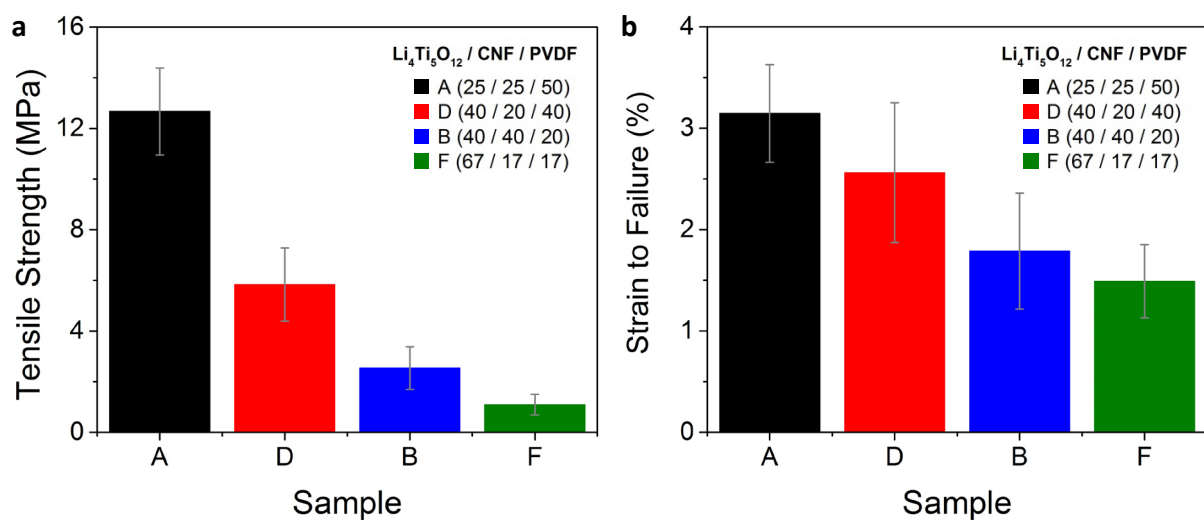 a
Tensile Strength (MPa)
16
12
8
4
0
Li₄Ti₅O₁₂ / CNF / PVDF
A (25 / 25 / 50)
D (40 / 20 / 40)
B (40 / 40 / 20)
F (67 / 17 / 17)
A D B F
Sample
b
Strain to Failure (%)
4
3
2
1
0
Li₄Ti₅O₁₂ / CNF / PVDF
A (25 / 25 / 50)
D (40 / 20 / 40)
B (40 / 40 / 20)
F (67 / 17 / 17)
A D B F
Sample